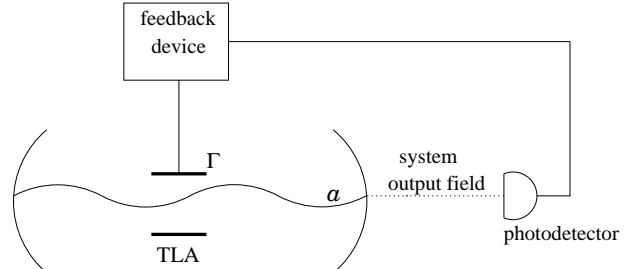 feedback
device
Γ
a
system
output field
TLA
photodetector